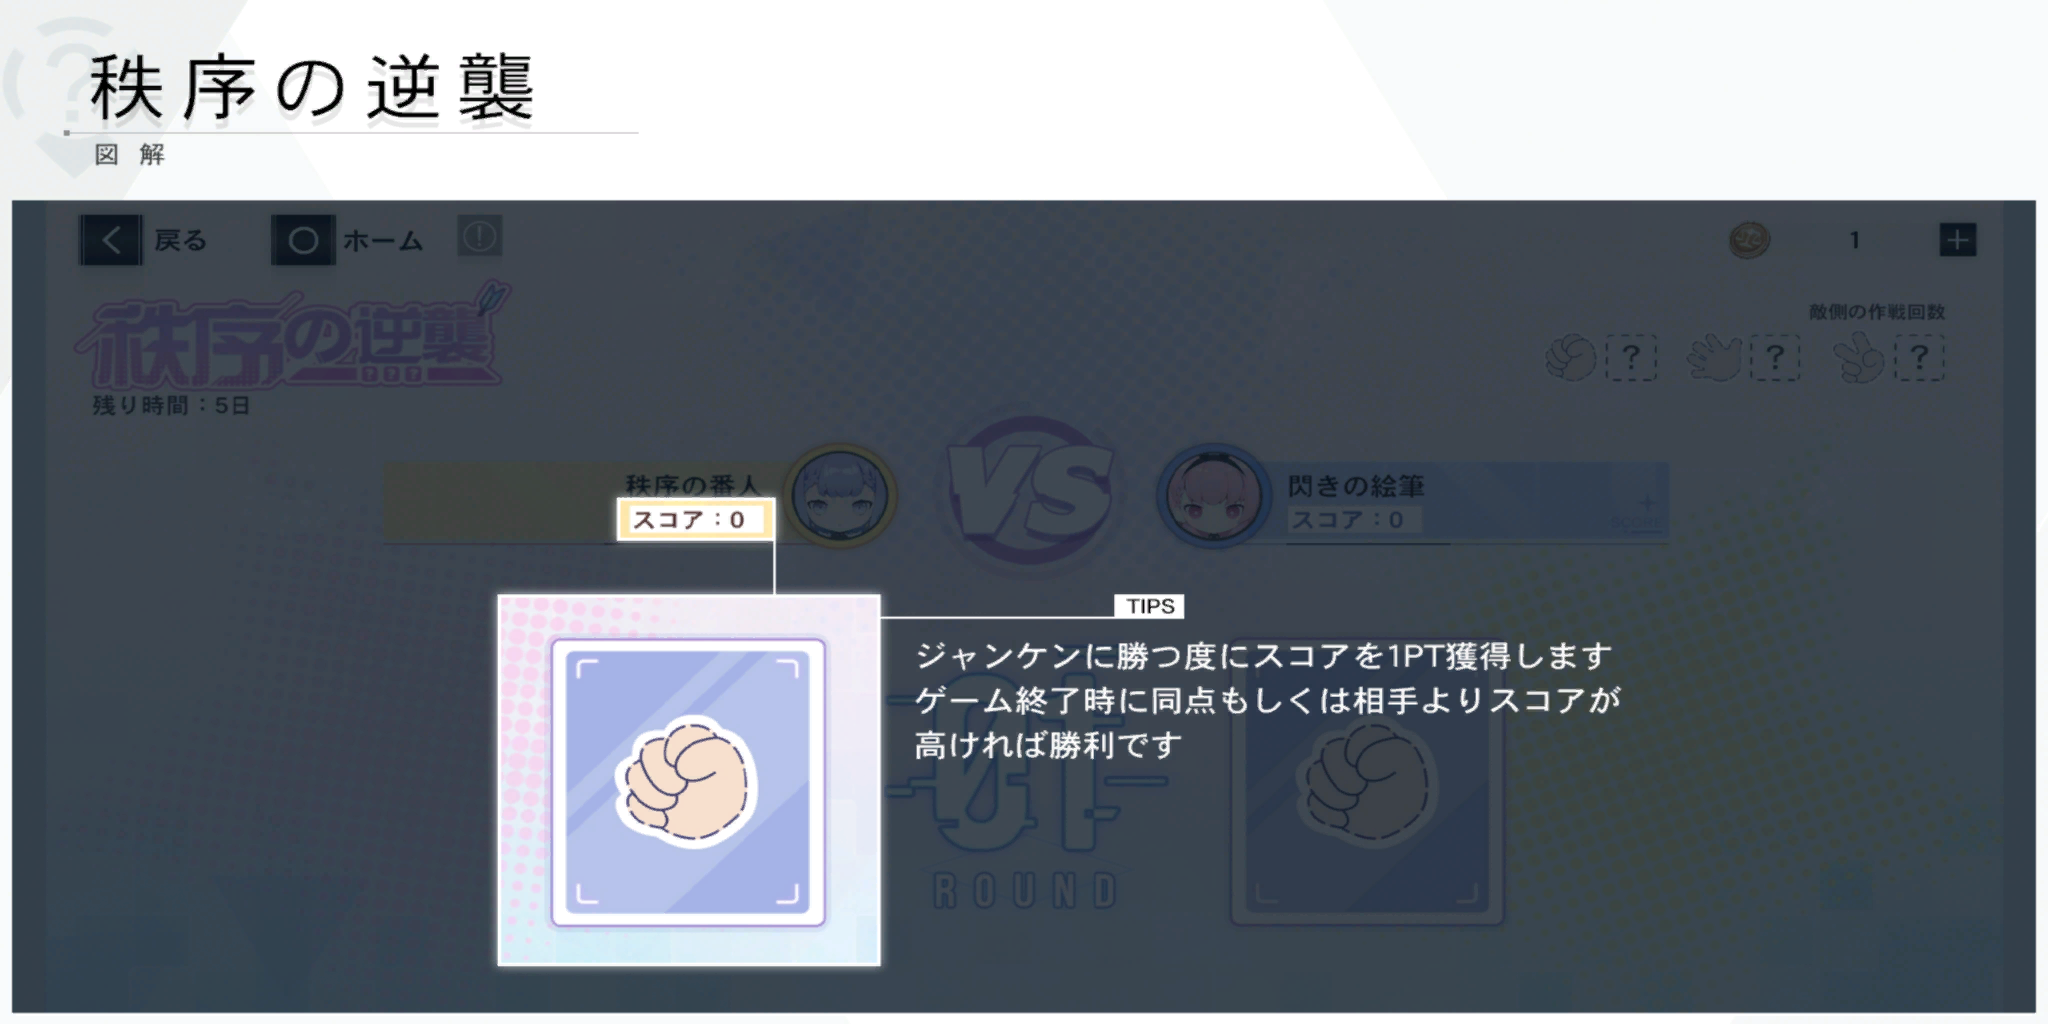 秩序の逆襲
図解
戻る
ホーム
1
秩序の逆襲
???
残り時間：5日
敵側の作戦回数
?
?
?
秩序の番人
スコア：0
VS
閃きの絵筆
スコア：0
TIPS
ジャンケンに勝つ度にスコアを1PT獲得します
ゲーム終了時に同点もしくは相手よりスコアが
高ければ勝利です
01
ROUND